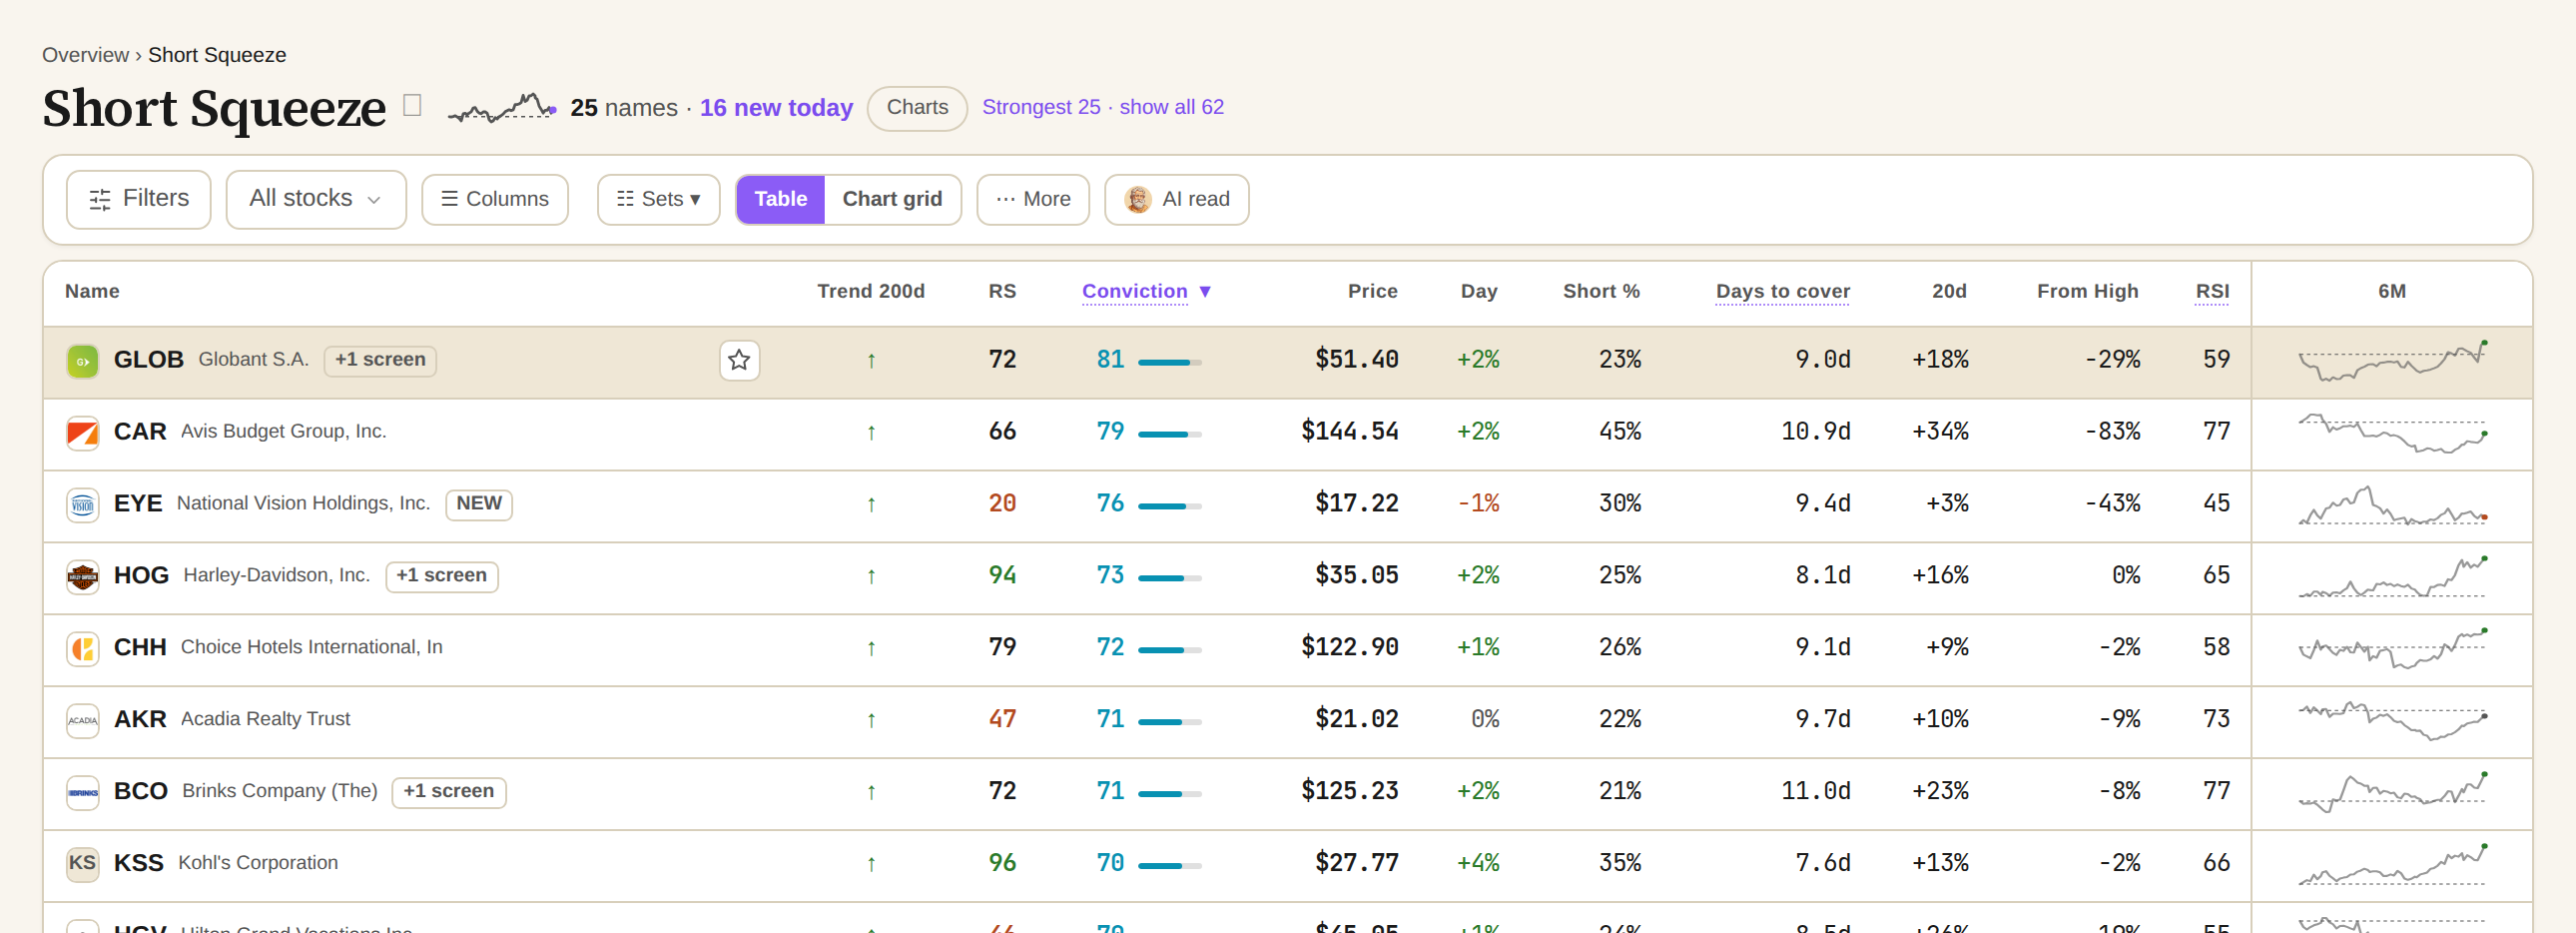 Overview › Short Squeeze
Short Squeeze 25 names · 16 new today Charts Strongest 25 · show all 62
Filters All stocks Columns Sets ▾ Table Chart grid ··· More AI read
Name Trend 200d RS Conviction ▼ Price Day Short % Days to cover 20d From High RSI 6M
GLOB Globant S.A. +1 screen ↑ 72 81 $51.40 +2% 23% 9.0d +18% -29% 59
CAR Avis Budget Group, Inc. ↑ 66 79 $144.54 +2% 45% 10.9d +34% -83% 77
EYE National Vision Holdings, Inc. NEW ↑ 20 76 $17.22 -1% 30% 9.4d +3% -43% 45
HOG Harley-Davidson, Inc. +1 screen ↑ 94 73 $35.05 +2% 25% 8.1d +16% 0% 65
CHH Choice Hotels International, In ↑ 79 72 $122.90 +1% 26% 9.1d +9% -2% 58
ACADIA AKR Acadia Realty Trust ↑ 47 71 $21.02 0% 22% 9.7d +10% -9% 73
BRINKS BCO Brinks Company (The) +1 screen ↑ 72 71 $125.23 +2% 21% 11.0d +23% -8% 77
KS KSS Kohl's Corporation ↑ 96 70 $27.77 +4% 35% 7.6d +13% -2% 66